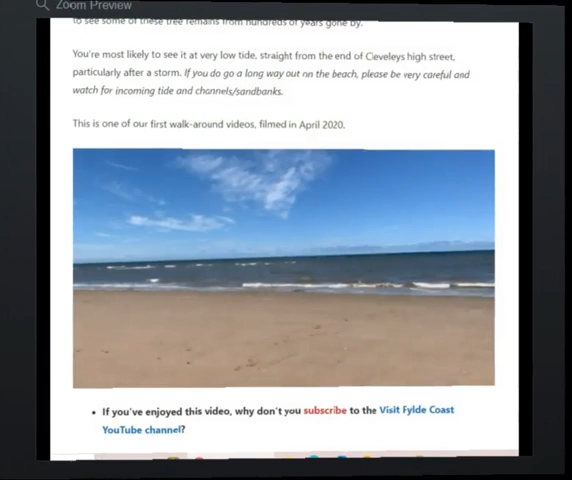 Zoom Preview
to see some of these tree remains from hundreds of years gone by.
You're most likely to see it at very low tide, straight from the end of Cleveleys high street,
particularly after a storm. If you do go a long way out on the beach, please be very careful and
watch for incoming tide and channels/sandbanks.
This is one of our first walk-around videos, filmed in April 2020.
• If you've enjoyed this video, why don't you subscribe to the Visit Fylde Coast
YouTube channel?